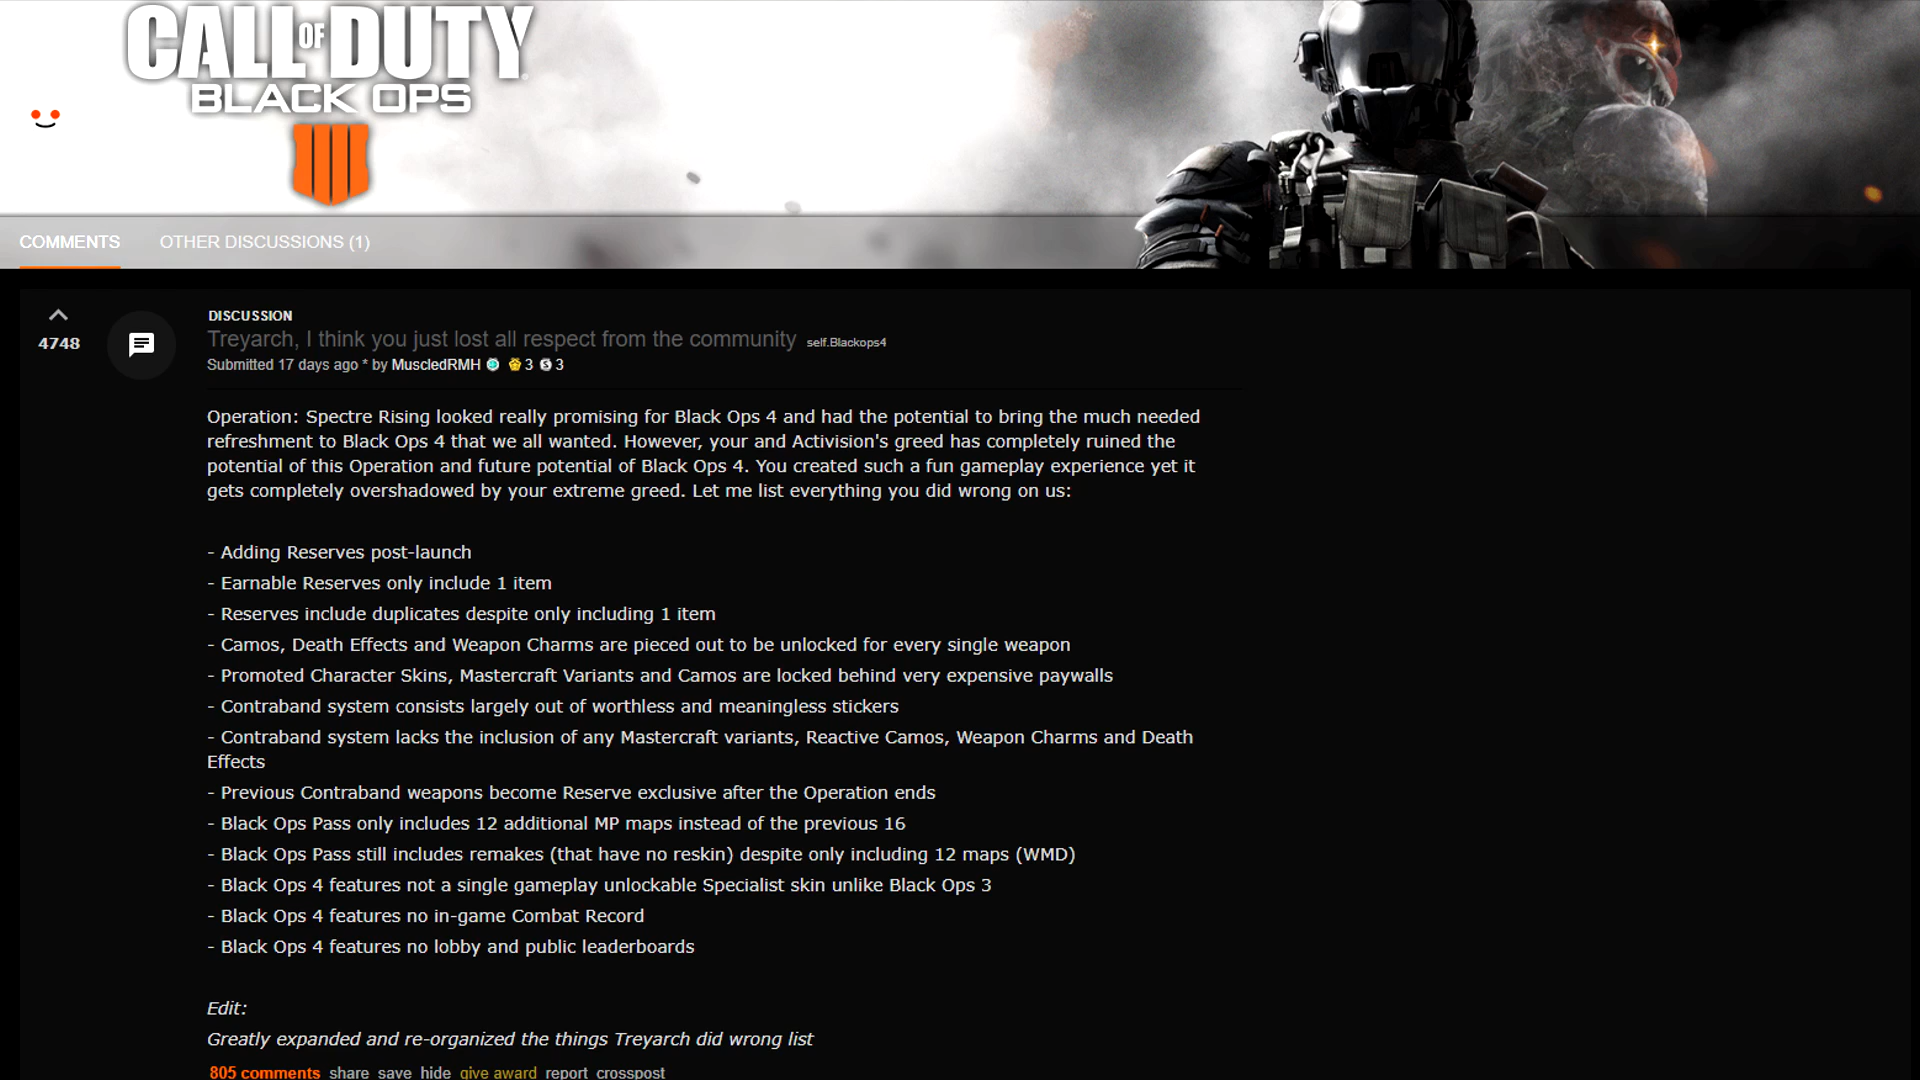 CALL OF DUTY
BLACK OPS
COMMENTS OTHER DISCUSSIONS (1)
4748
DISCUSSION
Treyarch, I think you just lost all respect from the community self.Blackops4
Submitted 17 days ago * by MuscledRMH 3 S 3
Operation: Spectre Rising looked really promising for Black Ops 4 and had the potential to bring the much needed
refreshment to Black Ops 4 that we all wanted. However, your and Activision's greed has completely ruined the
potential of this Operation and future potential of Black Ops 4. You created such a fun gameplay experience yet it
gets completely overshadowed by your extreme greed. Let me list everything you did wrong on us:
- Adding Reserves post-launch
- Earnable Reserves only include 1 item
- Reserves include duplicates despite only including 1 item
- Camos, Death Effects and Weapon Charms are pieced out to be unlocked for every single weapon
- Promoted Character Skins, Mastercraft Variants and Camos are locked behind very expensive paywalls
- Contraband system consists largely out of worthless and meaningless stickers
- Contraband system lacks the inclusion of any Mastercraft variants, Reactive Camos, Weapon Charms and Death
Effects
- Previous Contraband weapons become Reserve exclusive after the Operation ends
- Black Ops Pass only includes 12 additional MP maps instead of the previous 16
- Black Ops Pass still includes remakes (that have no reskin) despite only including 12 maps (WMD)
- Black Ops 4 features not a single gameplay unlockable Specialist skin unlike Black Ops 3
- Black Ops 4 features no in-game Combat Record
- Black Ops 4 features no lobby and public leaderboards
Edit:
Greatly expanded and re-organized the things Treyarch did wrong list
805 comments share save hide give award report crosspost